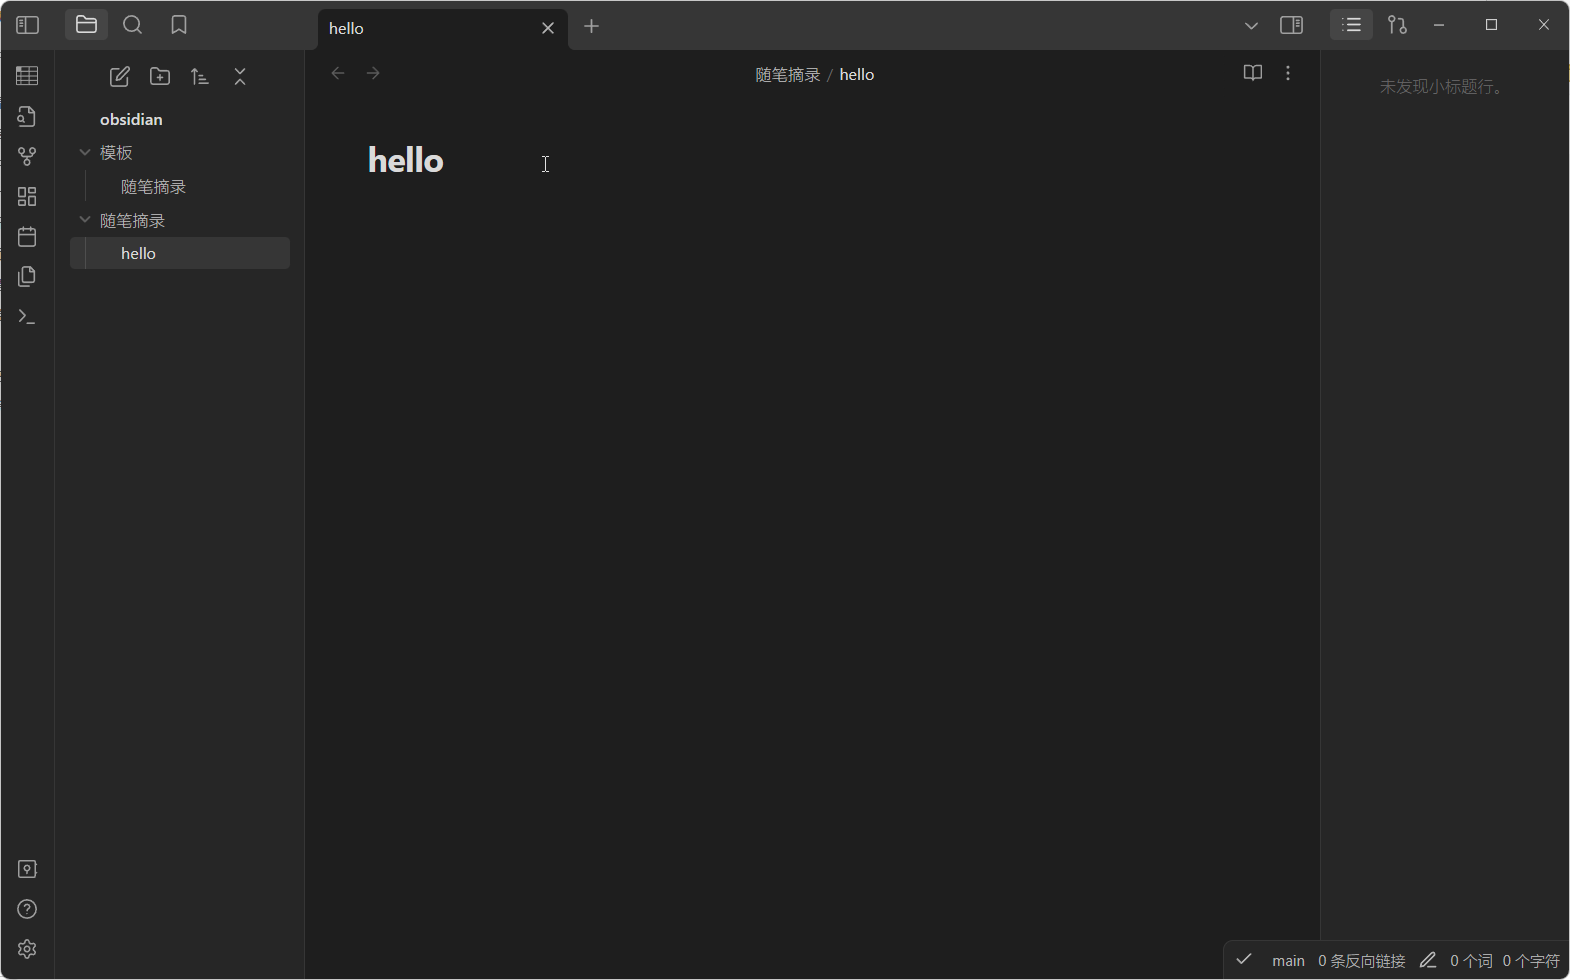 hello
随笔摘录 / hello
obsidian
模板
随笔摘录
随笔摘录
hello
hello
未发现小标题行。
main 0 条反向链接 0 个词 0 个字符